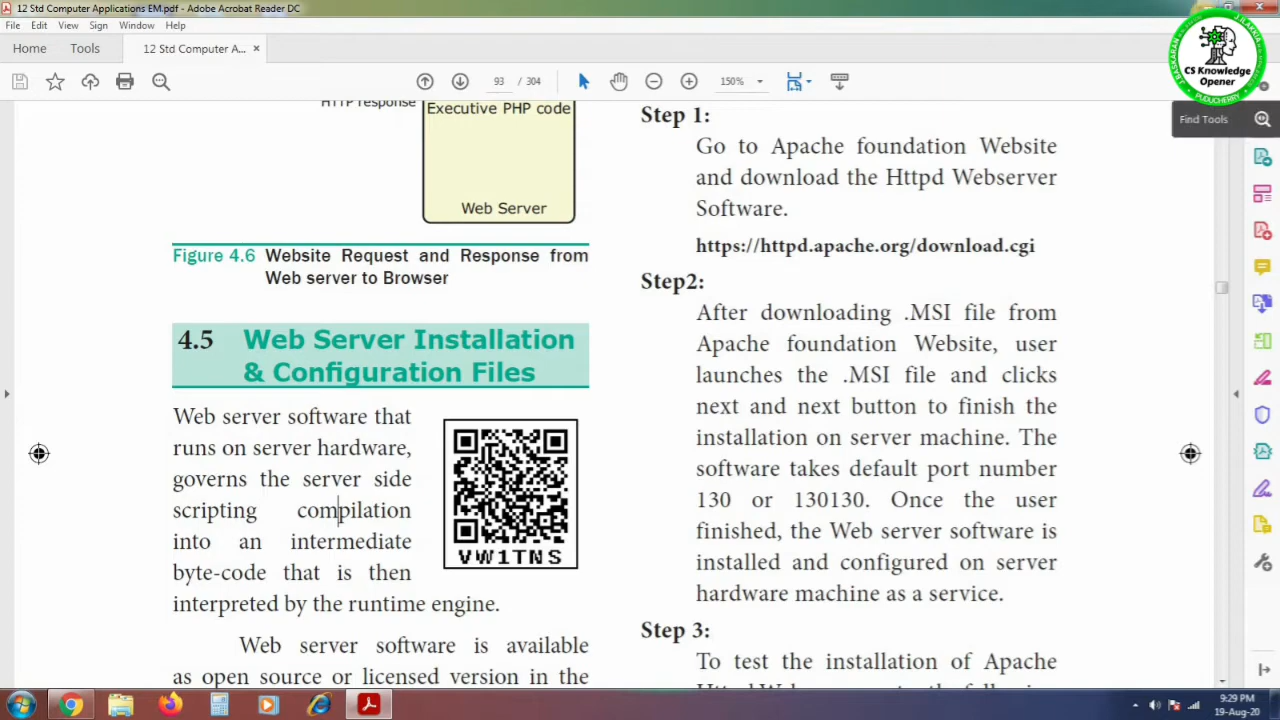 12 Std Computer Applications EM.pdf - Adobe Acrobat Reader DC
File Edit View Sign Window Help
Home Tools 12 Std Computer A... ×
93 / 304 150%
CS Knowledge
Opener
PUDUCHERRY
Find Tools
HTTP response
Executive PHP code
Web Server
Figure 4.6 Website Request and Response from
Web server to Browser
4.5 Web Server Installation
& Configuration Files
Web server software that
runs on server hardware,
governs the server side
scripting compilation
into an intermediate
byte-code that is then
interpreted by the runtime engine.
VW1TNS
Web server software is available
as open source or licensed version in the
Step 1:
Go to Apache foundation Website
and download the Httpd Webserver
Software.
https://httpd.apache.org/download.cgi
Step2:
After downloading .MSI file from
Apache foundation Website, user
launches the .MSI file and clicks
next and next button to finish the
installation on server machine. The
software takes default port number
130 or 130130. Once the user
finished, the Web server software is
installed and configured on server
hardware machine as a service.
Step 3:
To test the installation of Apache
9:29 PM
19-Aug-20